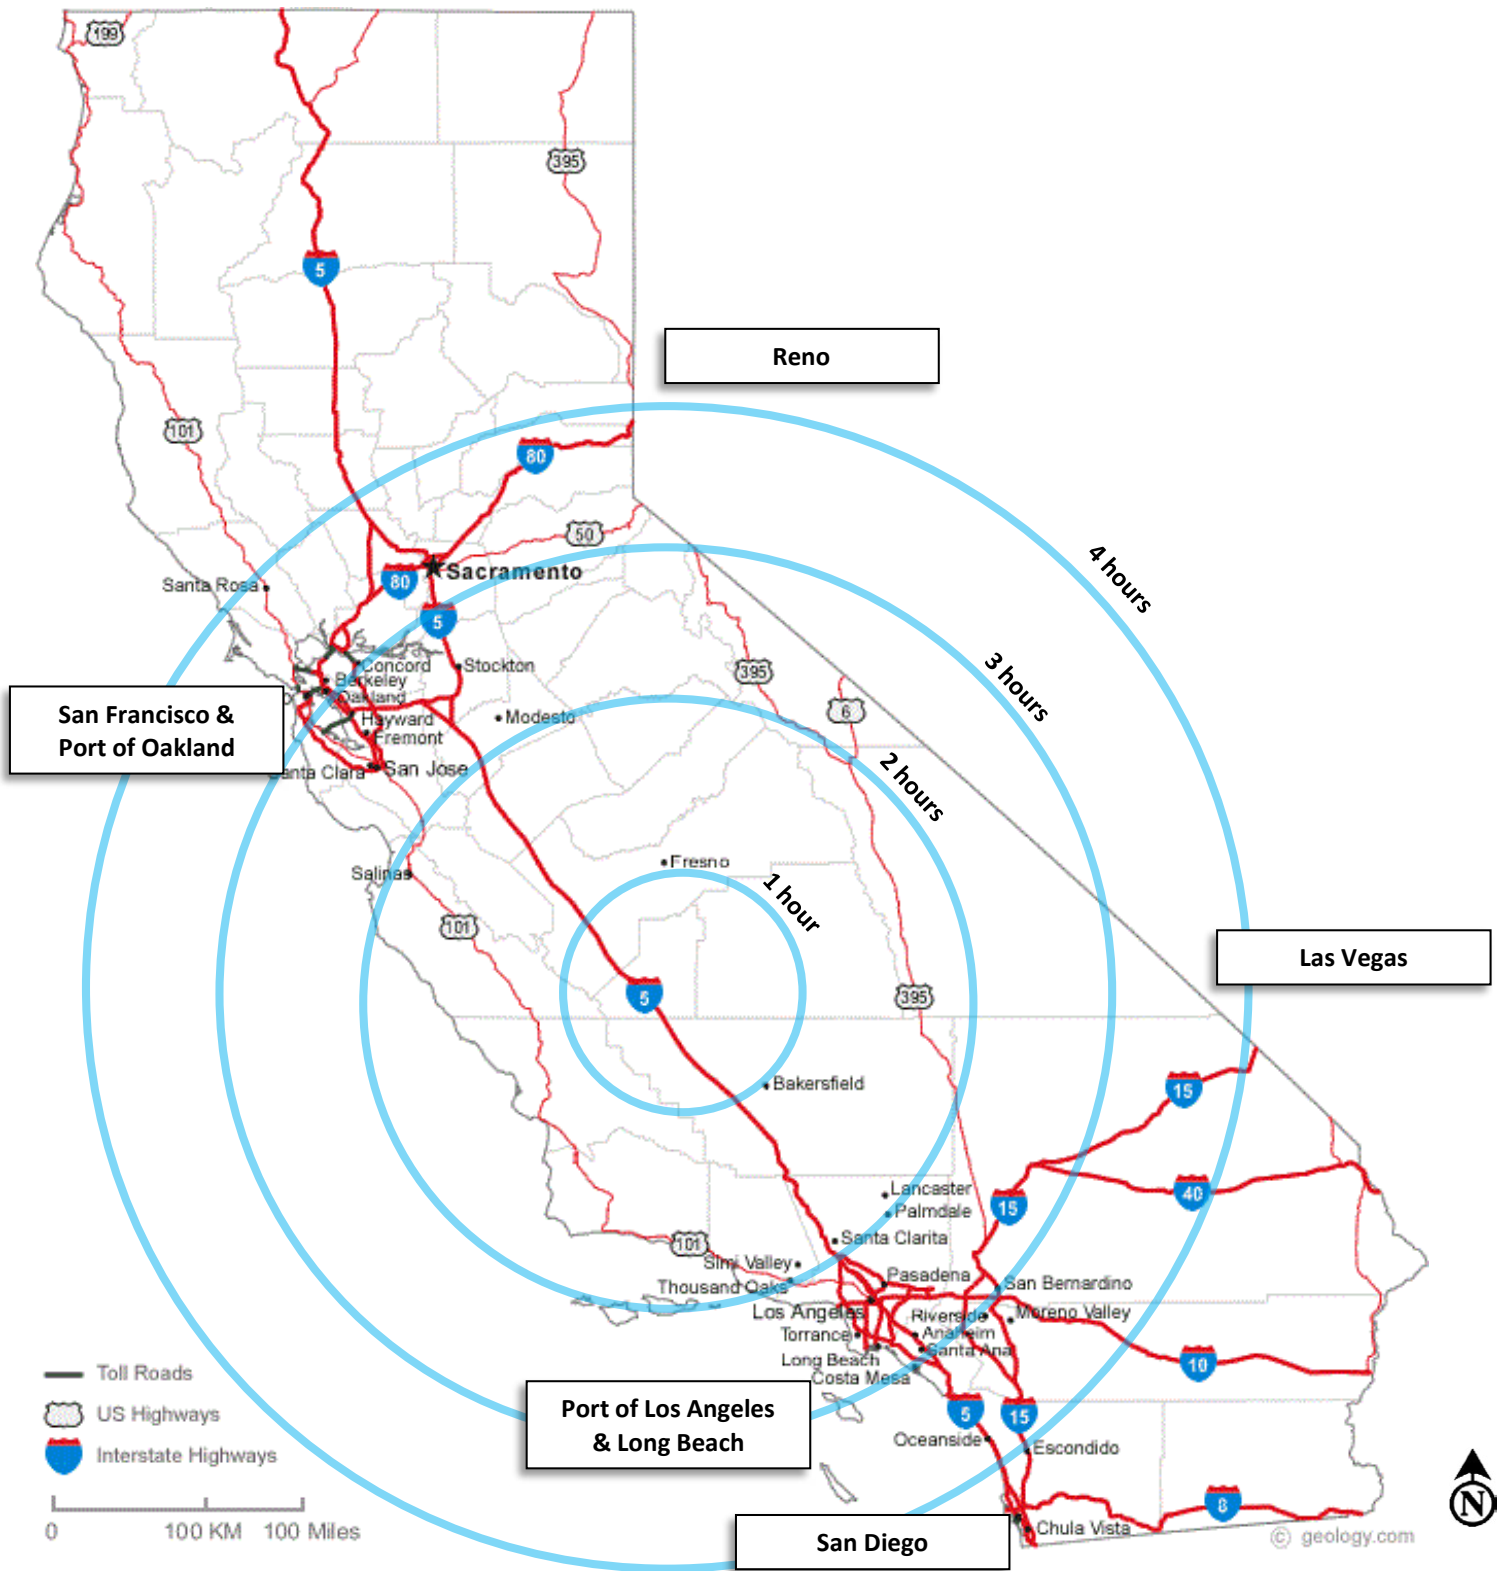 199
395
5
Reno
101
80
50
4 hours
Sacramento
80
Santa Rosa
5
3 hours
Concord
Stockton
395
Berkeley
Oakland
San Francisco &
Port of Oakland
6
Hayward
Modesto
Fremont
2 hours
San Jose
anta Clara
Fresno
Salinas
1 hour
101
Las Vegas
5
395
Bakersfield
15
Lancaster
40
15
Palmdale
Santa Clarita
101
Simi Valley
Pasadena
San Bernardino
Thousand Oaks
Los Angeles
Riverside
Moreno Valley
Torrance
Anaheim
Santa Ana
Long Beach
10
Costa Mesa
Toll Roads
US Highways
Interstate Highways
Port of Los Angeles
& Long Beach
5
15
Oceanside
Escondido
8
N
0
100 KM
100 Miles
San Diego
Chula Vista
© geology.com